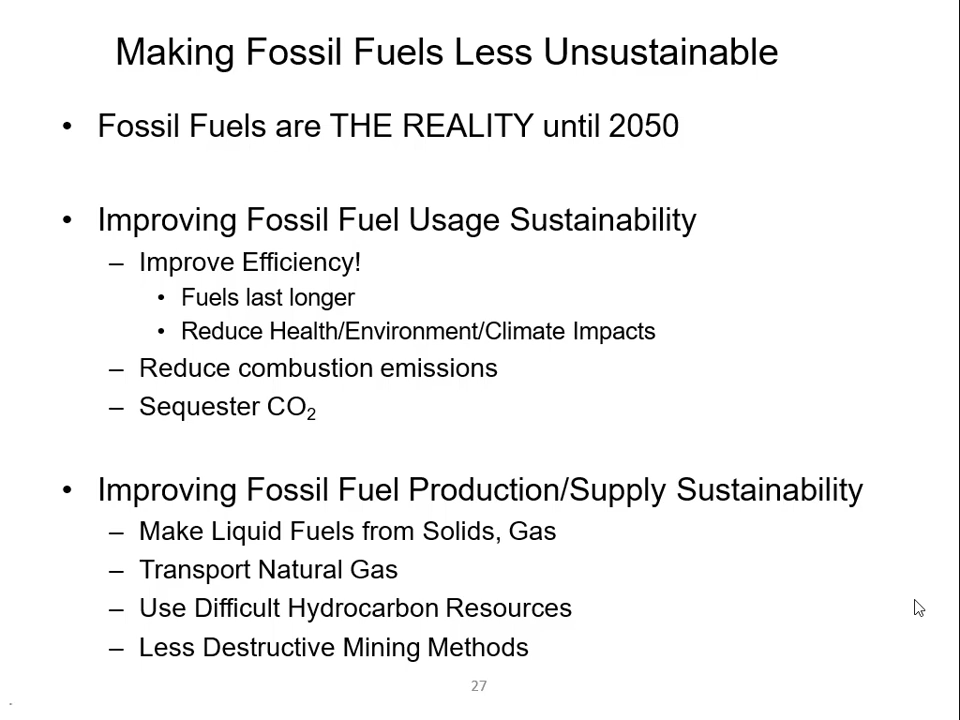 Making Fossil Fuels Less Unsustainable
• Fossil Fuels are THE REALITY until 2050
• Improving Fossil Fuel Usage Sustainability
– Improve Efficiency!
• Fuels last longer
• Reduce Health/Environment/Climate Impacts
– Reduce combustion emissions
– Sequester CO₂
• Improving Fossil Fuel Production/Supply Sustainability
– Make Liquid Fuels from Solids, Gas
– Transport Natural Gas
– Use Difficult Hydrocarbon Resources
– Less Destructive Mining Methods
27